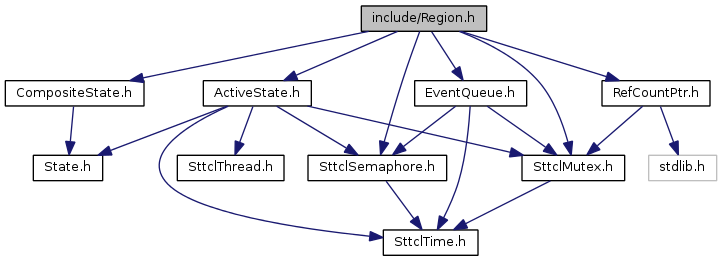 include/Region.h
CompositeState.h
ActiveState.h
EventQueue.h
RefCountPtr.h
State.h
SttclThread.h
SttclSemaphore.h
SttclMutex.h
stdlib.h
SttclTime.h